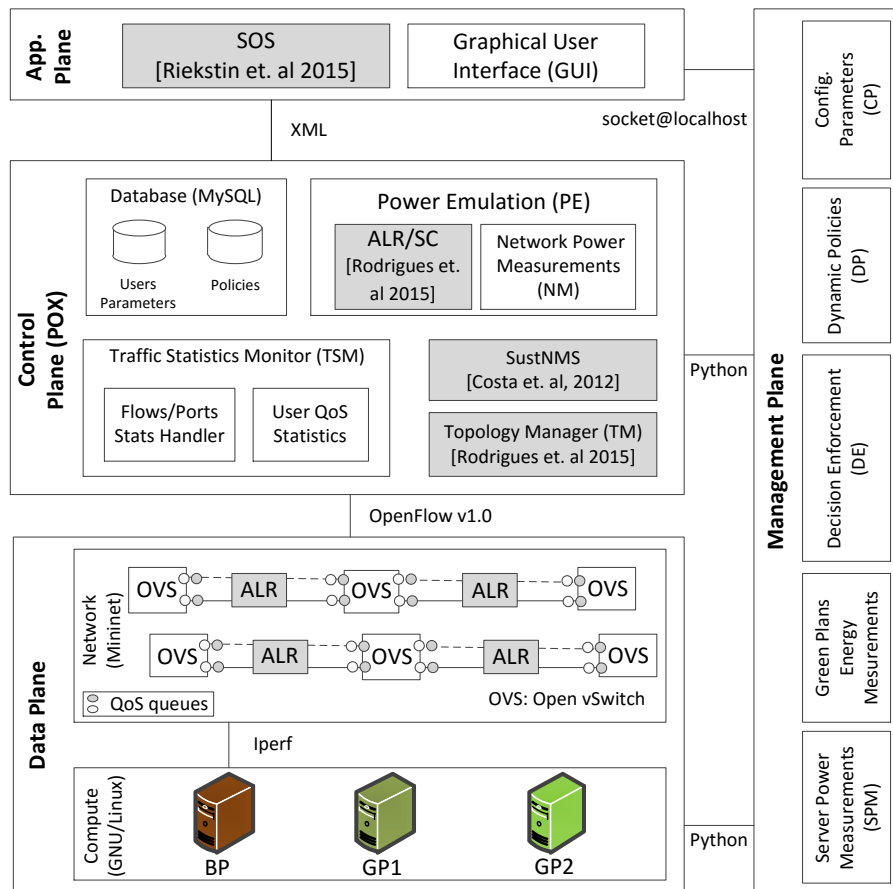 App.
Plane
SOS
[Riekstin et. al 2015]
Graphical User
Interface (GUI)
XML
socket@localhost
Control
Plane (POX)
Database (MySQL)
Users
Parameters
Policies
Power Emulation (PE)
ALR/SC
[Rodrigues et.
al 2015]
Network Power
Measurements
(NM)
Traffic Statistics Monitor (TSM)
Flows/Ports
Stats Handler
User QoS
Statistics
SustNMS
[Costa et. al, 2012]
Topology Manager (TM)
[Rodrigues et. al 2015]
Python
OpenFlow v1.0
Data Plane
Network
(Mininet)
OVS
ALR
OVS
ALR
OVS
OVS
ALR
OVS
ALR
OVS
QoS queues
OVS: Open vSwitch
Iperf
Compute
(GNU/Linux)
BP
GP1
GP2
Python
Management Plane
Config.
Parameters
(CP)
Dynamic Policies
(DP)
Decision Enforcement
(DE)
Green Plans
Energy
Mesurements
Server Power
Measurements
(SPM)